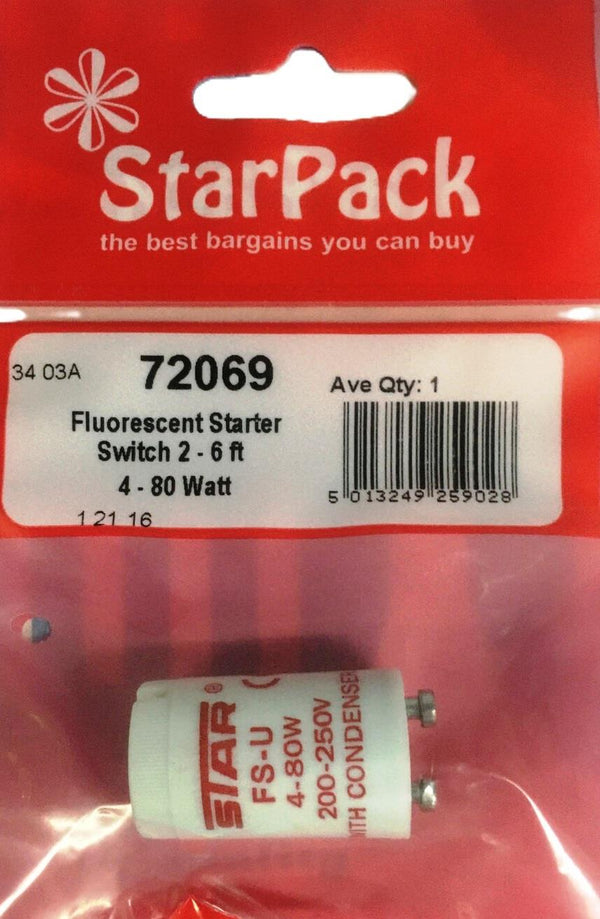 StarPack
the best bargains you can buy
34 03A
72069
Ave Qty: 1
Fluorescent Starter
Switch 2 - 6 ft
4 - 80 Watt
5 013249 259028
1 21 16
STAR ®
FS-U
4-80W
200-250V
WITH CONDENSER